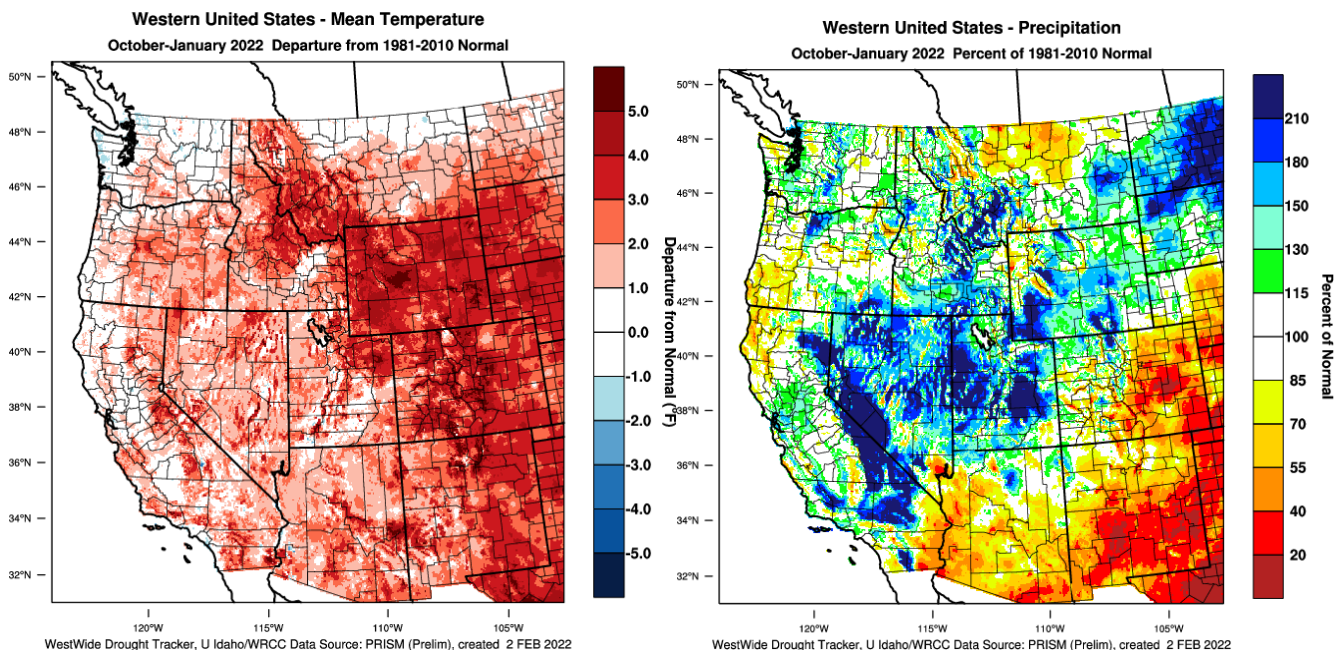 Western United States - Mean Temperature
October-January 2022 Departure from 1981-2010 Normal
50°N
48°N
46°N
44°N
42°N
40°N
38°N
36°N
34°N
32°N
120°W
115°W
110°W
105°W
5.0
4.0
3.0
2.0
1.0
0.0
-1.0
-2.0
-3.0
-4.0
-5.0
Departure from Normal (°F)
WestWide Drought Tracker, U Idaho/WRCC Data Source: PRISM (Prelim), created 2 FEB 2022
Western United States - Precipitation
October-January 2022 Percent of 1981-2010 Normal
50°N
48°N
46°N
44°N
42°N
40°N
38°N
36°N
34°N
32°N
120°W
115°W
110°W
105°W
210
180
150
130
115
100
85
70
55
40
20
Percent of Normal
WestWide Drought Tracker, U Idaho/WRCC Data Source: PRISM (Prelim), created 2 FEB 2022